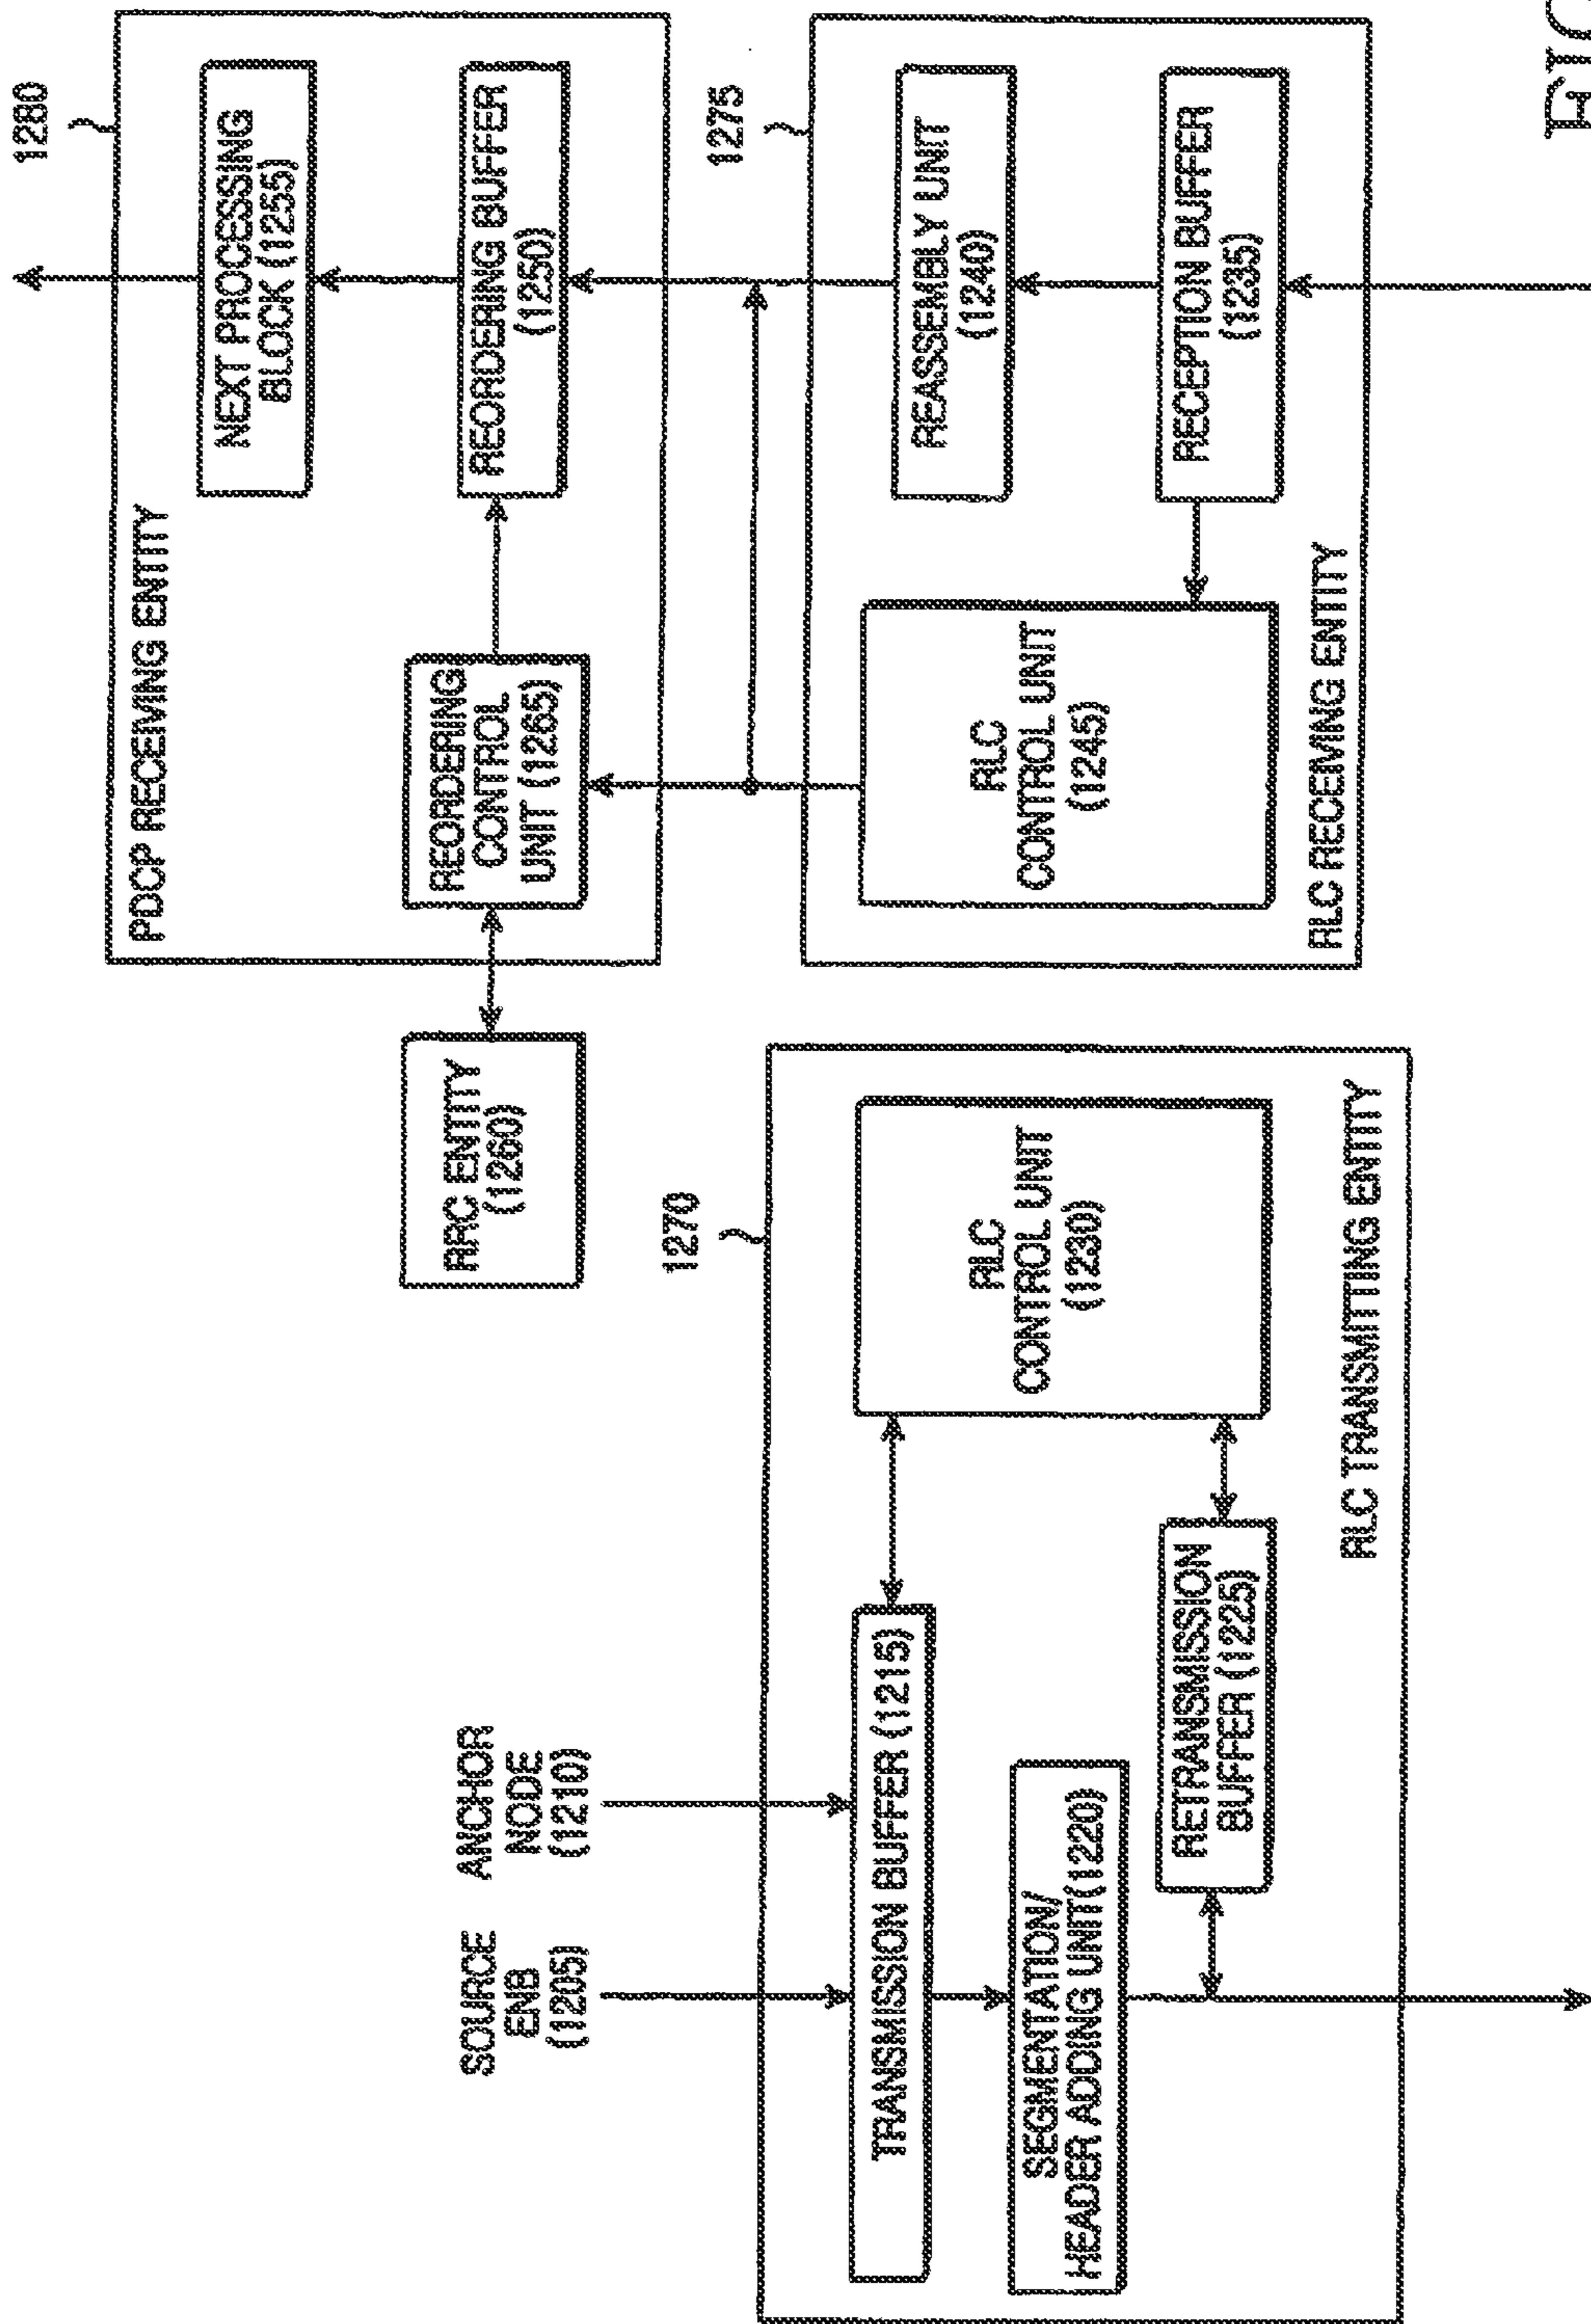 SOURCE
ENB
(1205)
ANCHOR
NODE
(1210)
TRANSMISSION BUFFER (1215)
SEGMENTATION/
HEADER ADDING UNIT(1220)
RETRANSMISSION
BUFFER (1225)
RLC
CONTROL UNIT
(1230)
RLC TRANSMITTING ENTITY
1270
RRC ENTITY
(1260)
1280
PDCP RECEIVING ENTITY
NEXT PROCESSING
BLOCK (1255)
REORDERING BUFFER
(1250)
REORDERING
CONTROL
UNIT (1265)
1275
REASSEMBLY UNIT
(1240)
RECEPTION BUFFER
(1235)
RLC
CONTROL UNIT
(1245)
RLC RECEIVING ENTITY